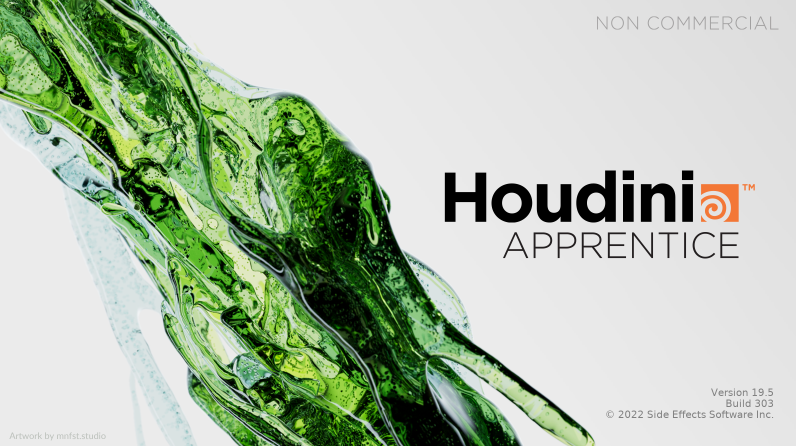 NON COMMERCIAL
Houdini™
APPRENTICE
Version 19.5
Build 303
© 2022 Side Effects Software Inc.
Artwork by mnfst.studio